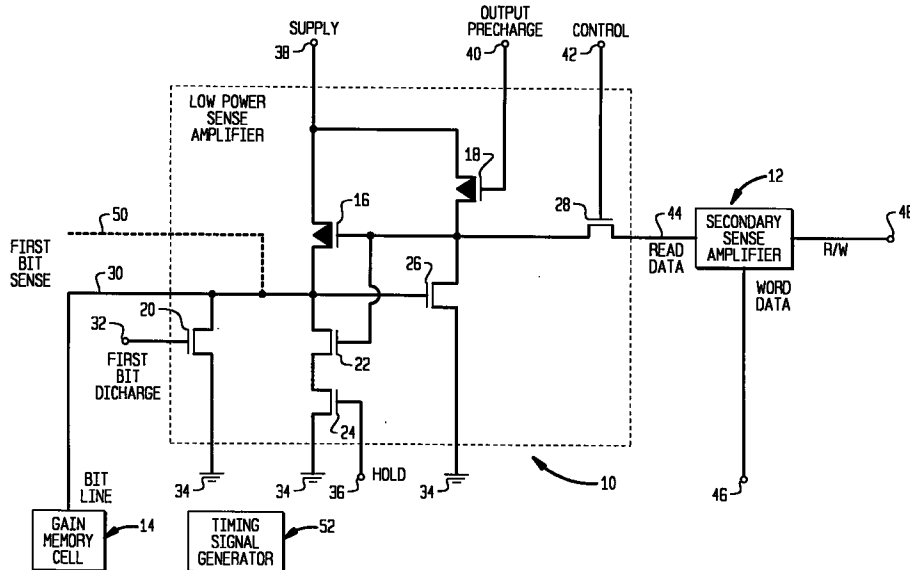 SUPPLY
38
OUTPUT
PRECHARGE
40
CONTROL
42
LOW POWER
SENSE
AMPLIFIER
18
16
28
12
50
44
SECONDARY
SENSE
AMPLIFIER
48
R/W
FIRST
BIT
SENSE
READ
DATA
WORD
DATA
30
26
20
32
FIRST
BIT
DICHARGE
22
24
34
34
36
HOLD
34
10
46
BIT
LINE
GAIN
MEMORY
CELL
14
TIMING
SIGNAL
GENERATOR
52